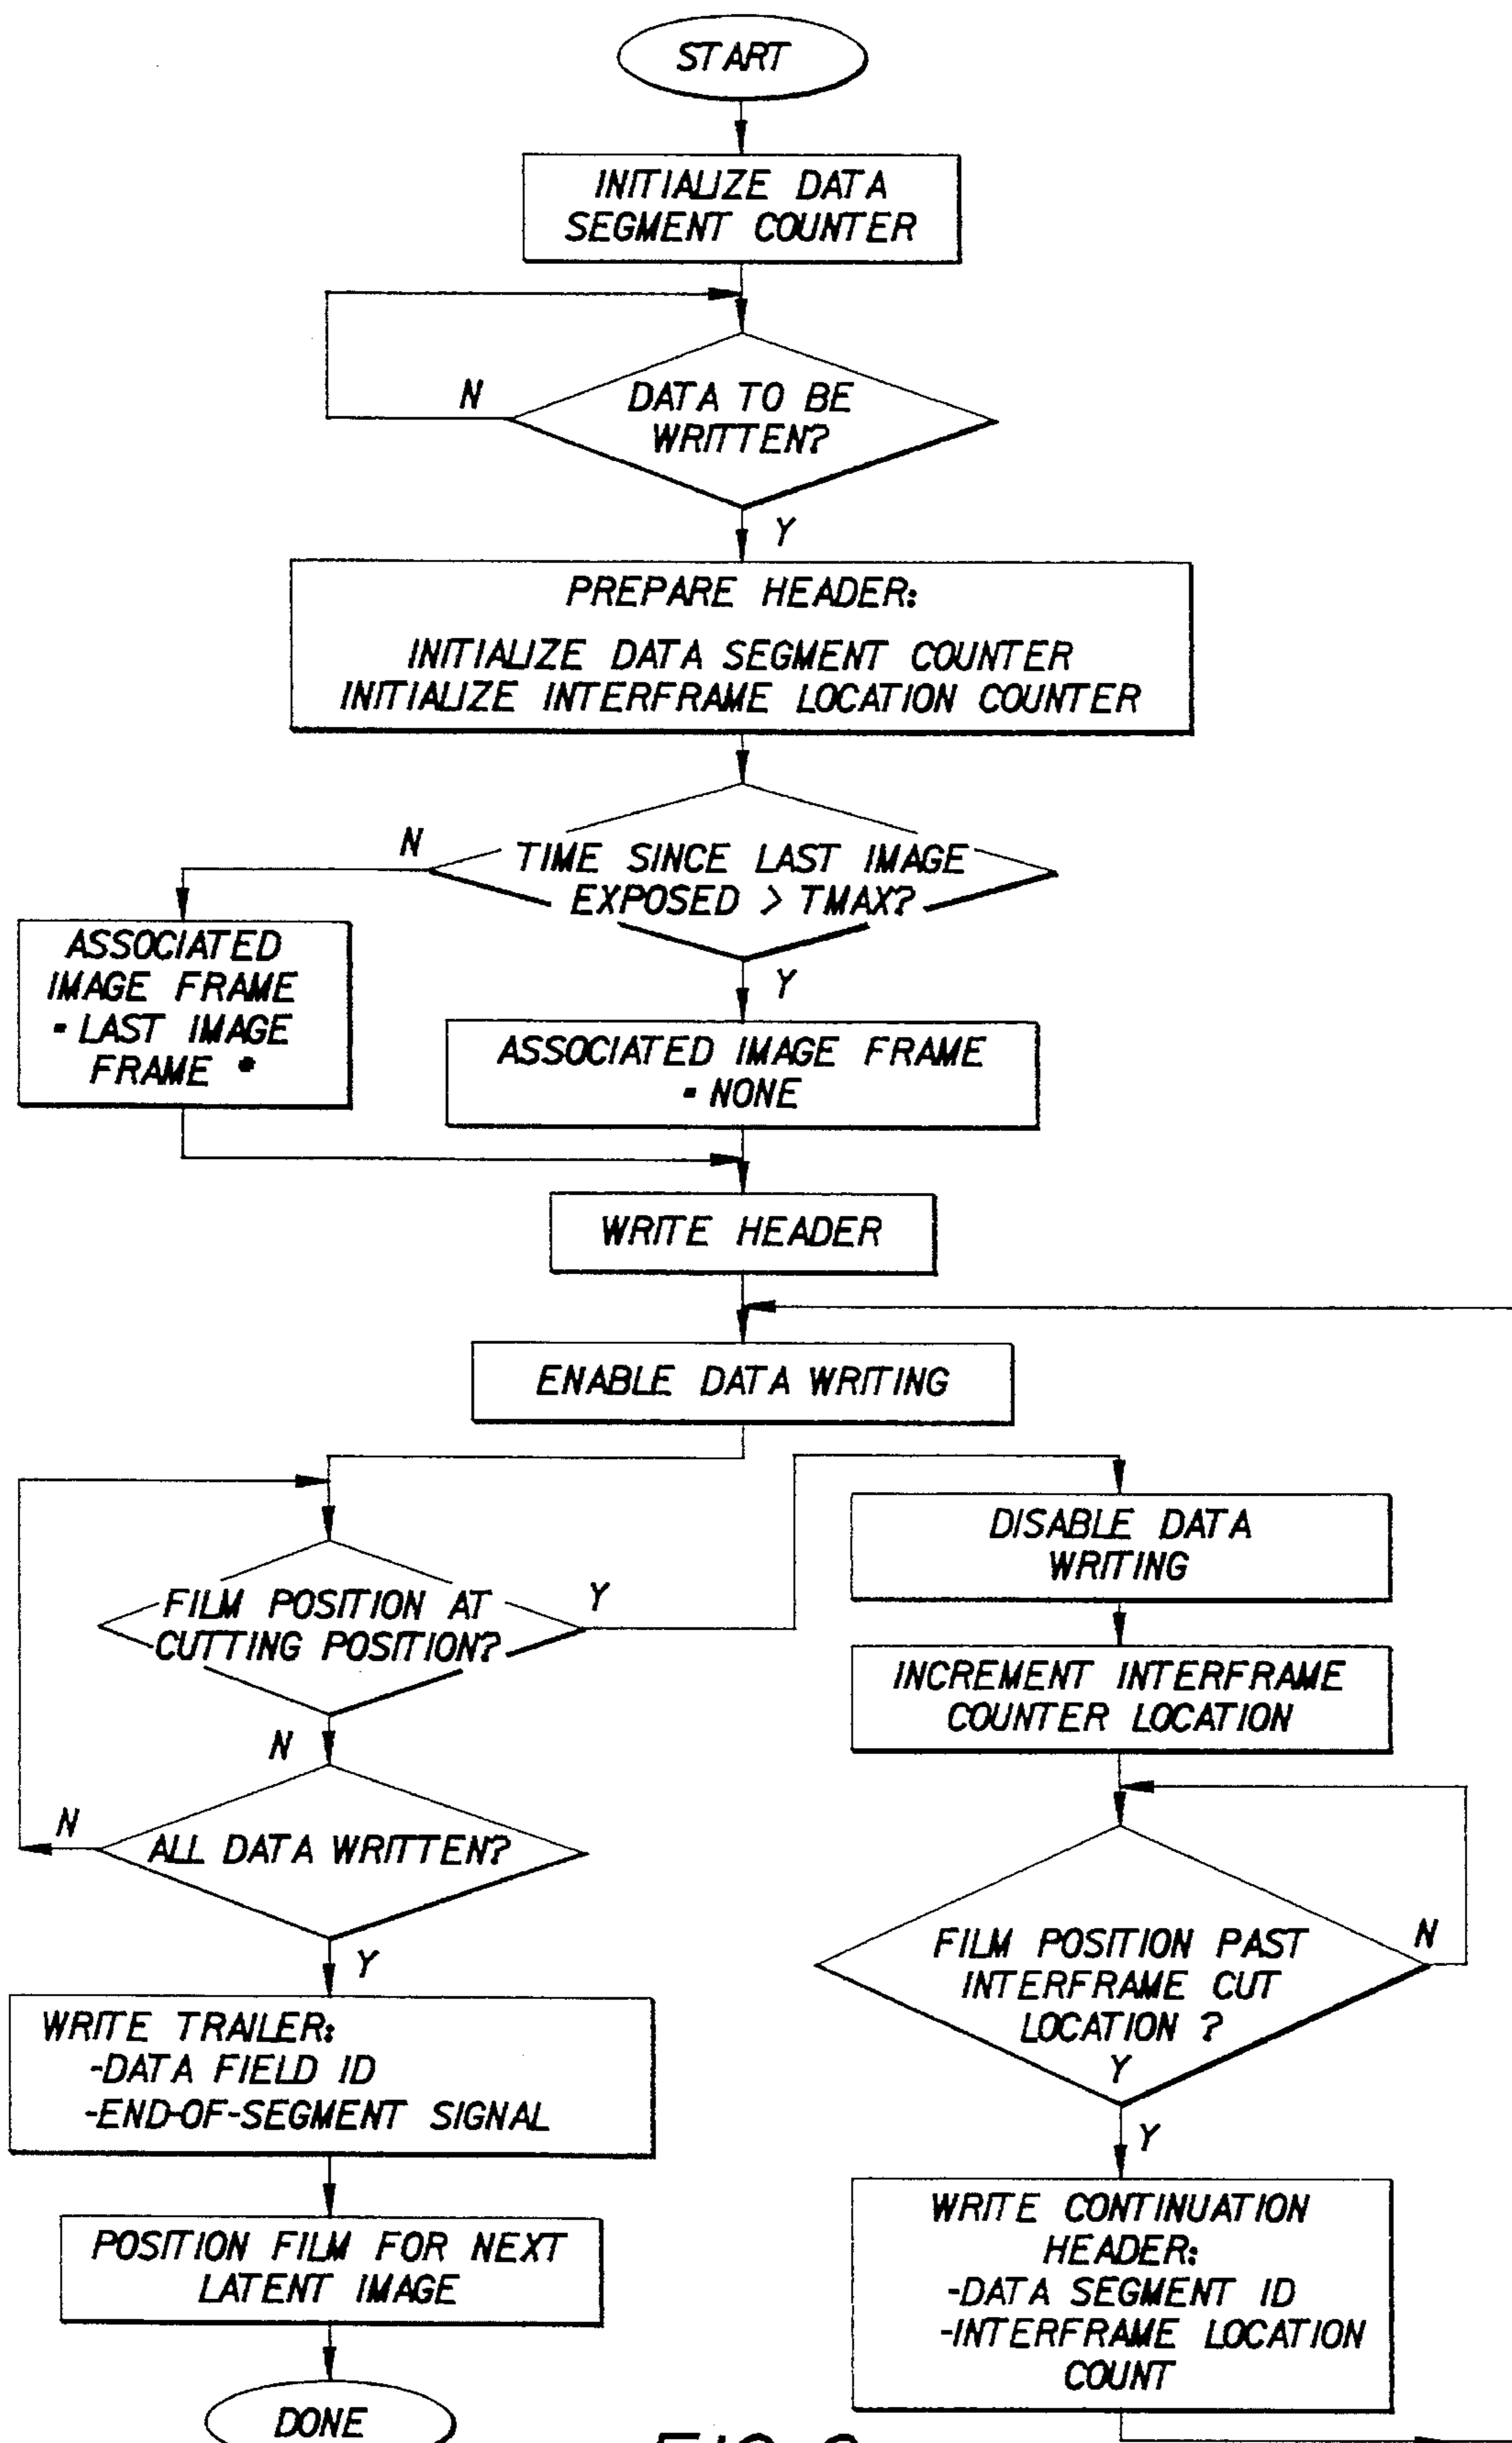 START
INITIALIZE DATA
SEGMENT COUNTER
N
DATA TO BE
WRITTEN?
Y
PREPARE HEADER:
INITIALIZE DATA SEGMENT COUNTER
INITIALIZE INTERFRAME LOCATION COUNTER
N
TIME SINCE LAST IMAGE
EXPOSED > TMAX?
Y
ASSOCIATED
IMAGE FRAME
- LAST IMAGE
FRAME *
ASSOCIATED IMAGE FRAME
- NONE
WRITE HEADER
ENABLE DATA WRITING
FILM POSITION AT
CUTTING POSITION?
Y
N
ALL DATA WRITTEN?
N
Y
WRITE TRAILER:
-DATA FIELD ID
-END-OF-SEGMENT SIGNAL
POSITION FILM FOR NEXT
LATENT IMAGE
DONE
DISABLE DATA
WRITING
INCREMENT INTERFRAME
COUNTER LOCATION
FILM POSITION PAST
INTERFRAME CUT
LOCATION ?
Y
N
Y
WRITE CONTINUATION
HEADER:
-DATA SEGMENT ID
-INTERFRAME LOCATION
COUNT